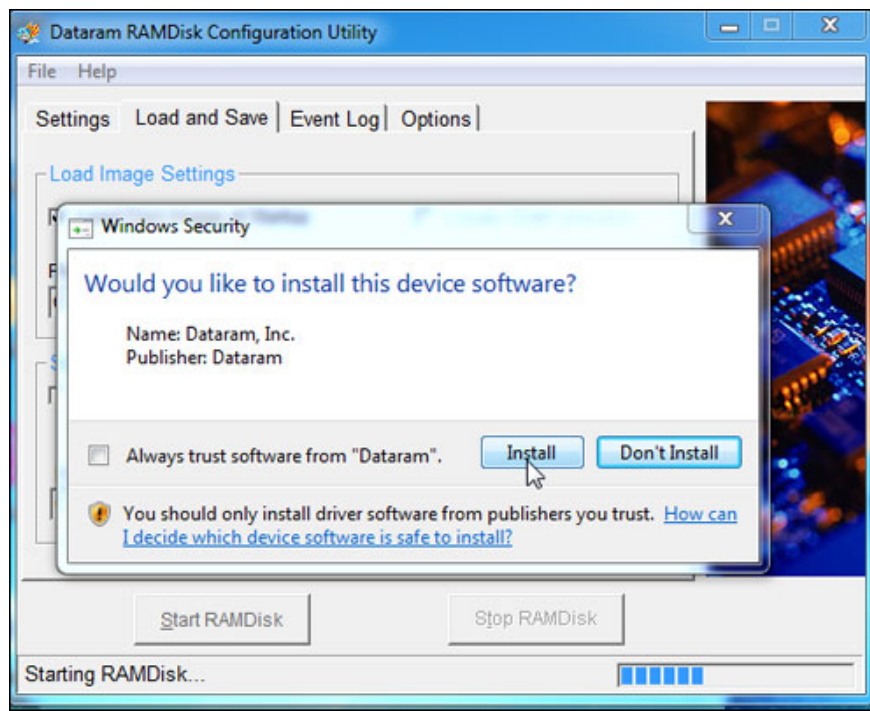 Dataram RAMDisk Configuration Utility
File Help
Settings Load and Save Event Log Options
Load Image Settings
Windows Security
Would you like to install this device software?
Name: Dataram, Inc.
Publisher: Dataram
Always trust software from "Dataram".
Install Don't Install
You should only install driver software from publishers you trust. How can
I decide which device software is safe to install?
Start RAMDisk Stop RAMDisk
Starting RAMDisk...